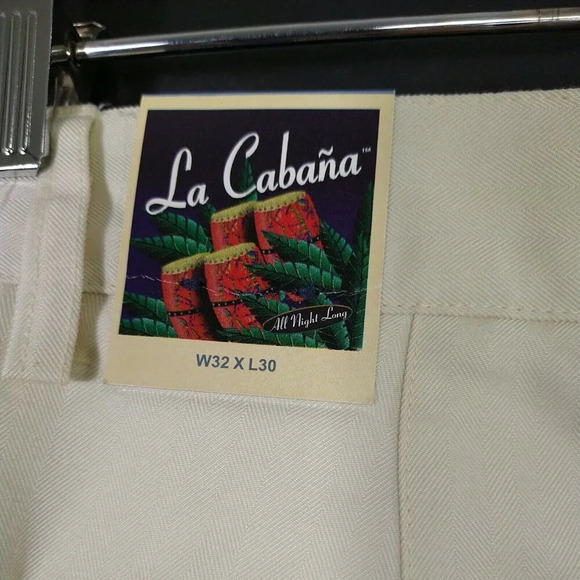 La Cabaña™
All Night Long
W32 X L30